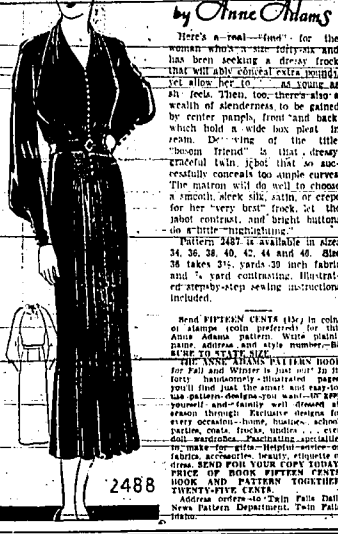 by Anne Adams
Here's a real "find" for the
woman who's a size forty-six and
has been seeking a dressy frock
that will ably conceal extra pounds,
yet allow her to as young as
she feels. Then, too, there's also a
wealth of slenderness to be gained
by center panels, front and back
which hold a wide box pleat in
seam. of the title
"bosom friend" is that dressy
graceful twin jabot that so suc-
cessfully conceals too ample curves.
The matron will do well to choose
a smooth, sleek silk, satin, or crepe
for her "very best" frock, let the
jabot contrast, and bright buttons
do a little "highlighting."
Pattern 2487 is available in sizes
34, 36, 38, 40, 42, 44 and 46. Size
36 takes 3½ yards 39 inch fabric
and yard contrasting. Illustrat-
ed step-by-step sewing instructions
included.
Send FIFTEEN CENTS (15c) in coins
or stamps (coin preferred) for this
Anne Adams pattern. Write plainly
name, address and style number.
SURE TO STATE SIZE.
THE ANNE ADAMS PATTERN BOOK
for Fall and Winter is just out! In its
forty handsomely-illustrated pages
you'll find just the smart and easy-to-
use pattern designs you want
yourself and family well dressed all
season through. Exclusive designs for
every occasion—home, business, school
parties, coats, frocks, undies . . .
doll wardrobes. Fascinating specialties
to make for gifts. Helpful advice on
fabrics, accessories, beauty, etiquette of
dress. SEND FOR YOUR COPY TODAY
PRICE OF BOOK FIFTEEN CENTS
BOOK AND PATTERN TOGETHER
TWENTY-FIVE CENTS.
Address orders to Twin Falls Daily
News Pattern Department, Twin Falls
Idaho.
2488